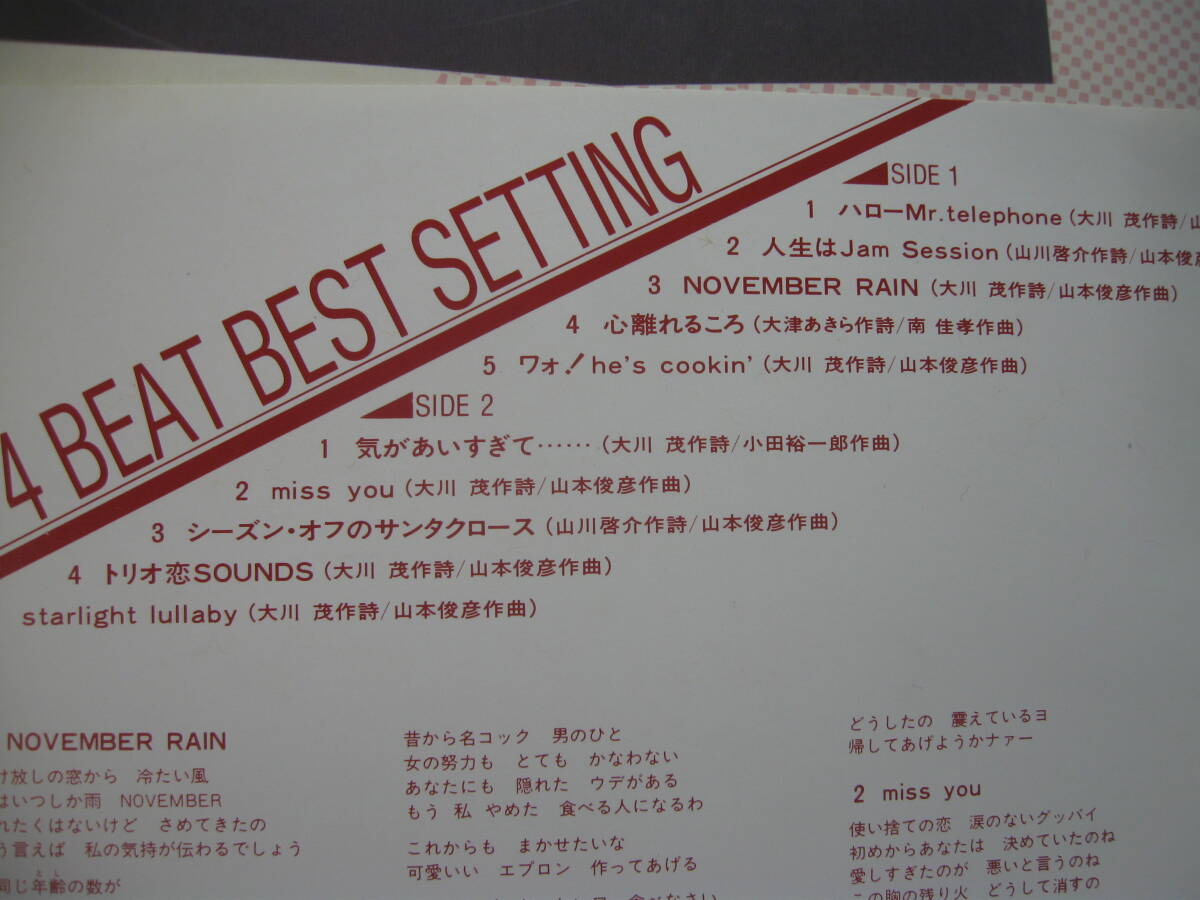 4 BEAT BEST SETTING
SIDE 1
1 ハローMr.telephone (大川 茂作詩/山
2 人生はJam Session (山川啓介作詩/山本俊彦
3 NOVEMBER RAIN (大川 茂作詩/山本俊彦作曲)
4 心離れるころ (大津あきら作詩/南 佳孝作曲)
5 ワォ!he's cookin' (大川 茂作詩/山本俊彦作曲)
SIDE 2
1 気があいすぎて…… (大川 茂作詩/小田裕一郎作曲)
2 miss you (大川 茂作詩/山本俊彦作曲)
3 シーズン・オフのサンタクロース (山川啓介作詩/山本俊彦作曲)
4 トリオ恋SOUNDS (大川 茂作詩/山本俊彦作曲)
starlight lullaby (大川 茂作詩/山本俊彦作曲)
NOVEMBER RAIN
け放しの窓から 冷たい風
はいつしか雨 NOVEMBER
れたくはないけど さめてきたの
う言えば 私の気持が伝わるでしょう
同じ年齢の数が
昔から名コック 男のひと
女の努力も とても かなわない
あなたにも 隠れた ウデがある
もう 私 やめた 食べる人になるわ
これからも まかせたいな
可愛いい エプロン 作ってあげる
どうしたの 震えているヨ
帰してあげようかナァー
2 miss you
使い捨ての恋 涙のないグッバイ
初めからあなたは 決めていたのね
愛しすぎたのが 悪いと言うのね
この胸の残り火 どうして消すの